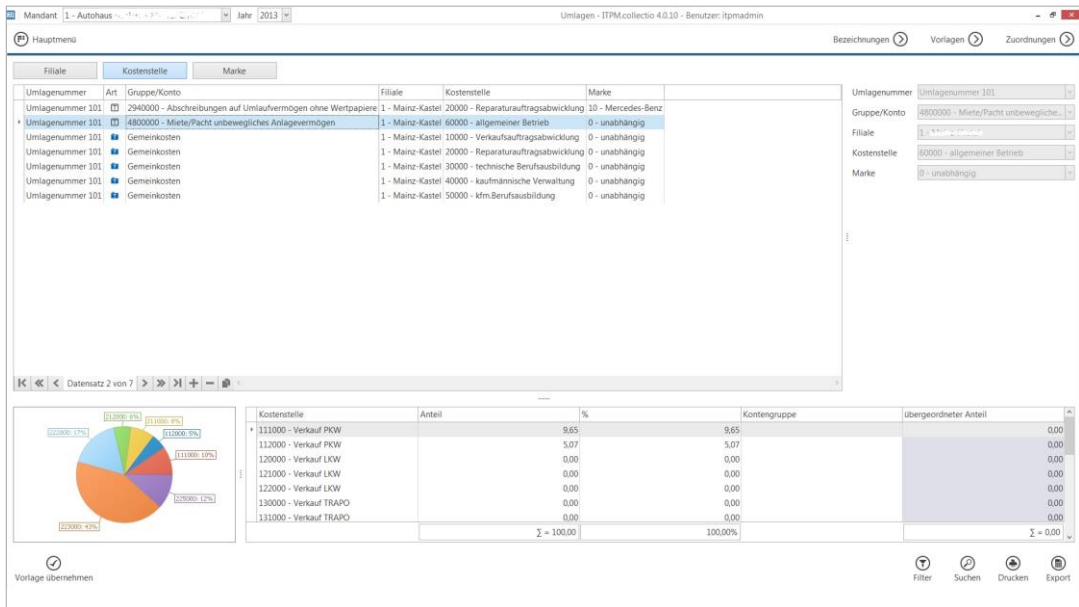 Mandant 1 - Autohaus Jahr 2013 Umlagen - ITPM.collectio 4.0.10 - Benutzer: itpmadmin
Hauptmenü Bezeichnungen Vorlagen Zuordnungen
Filiale Kostenstelle Marke
Umlagenummer Art Gruppe/Konto Filiale Kostenstelle Marke
Umlagenummer 101 2940000 - Abschreibungen auf Umlaufvermögen ohne Wertpapiere 1 - Mainz-Kastel 20000 - Reparaturauftragsabwicklung 10 - Mercedes-Benz
Umlagenummer 101 4800000 - Miete/Pacht unbewegliches Anlagevermögen 1 - Mainz-Kastel 60000 - allgemeiner Betrieb 0 - unabhängig
Umlagenummer 101 Gemeinkosten 1 - Mainz-Kastel 10000 - Verkaufsauftragsabwicklung 0 - unabhängig
Umlagenummer 101 Gemeinkosten 1 - Mainz-Kastel 20000 - Reparaturauftragsabwicklung 0 - unabhängig
Umlagenummer 101 Gemeinkosten 1 - Mainz-Kastel 30000 - technische Berufsausbildung 0 - unabhängig
Umlagenummer 101 Gemeinkosten 1 - Mainz-Kastel 40000 - kaufmännische Verwaltung 0 - unabhängig
Umlagenummer 101 Gemeinkosten 1 - Mainz-Kastel 50000 - kfm.Berufsausbildung 0 - unabhängig
Umlagenummer Umlagenummer 101
Gruppe/Konto 4800000 - Miete/Pacht unbewegliche...
Filiale 1 -
Kostenstelle 60000 - allgemeiner Betrieb
Marke 0 - unabhängig
Datensatz 2 von 7
212000: 6%
211000: 8%
222000: 17%
112000: 5%
111000: 10%
225000: 12%
223000: 43%
Kostenstelle Anteil % Kontengruppe übergeordneter Anteil
111000 - Verkauf PKW 9,65 9,65 0,00
112000 - Verkauf PKW 5,07 5,07 0,00
120000 - Verkauf LKW 0,00 0,00 0,00
121000 - Verkauf LKW 0,00 0,00 0,00
122000 - Verkauf LKW 0,00 0,00 0,00
130000 - Verkauf TRAPO 0,00 0,00 0,00
131000 - Verkauf TRAPO 0,00 0,00 0,00
∑ = 100,00 100,00% ∑ = 0,00
Vorlage übernehmen Filter Suchen Drucken Export